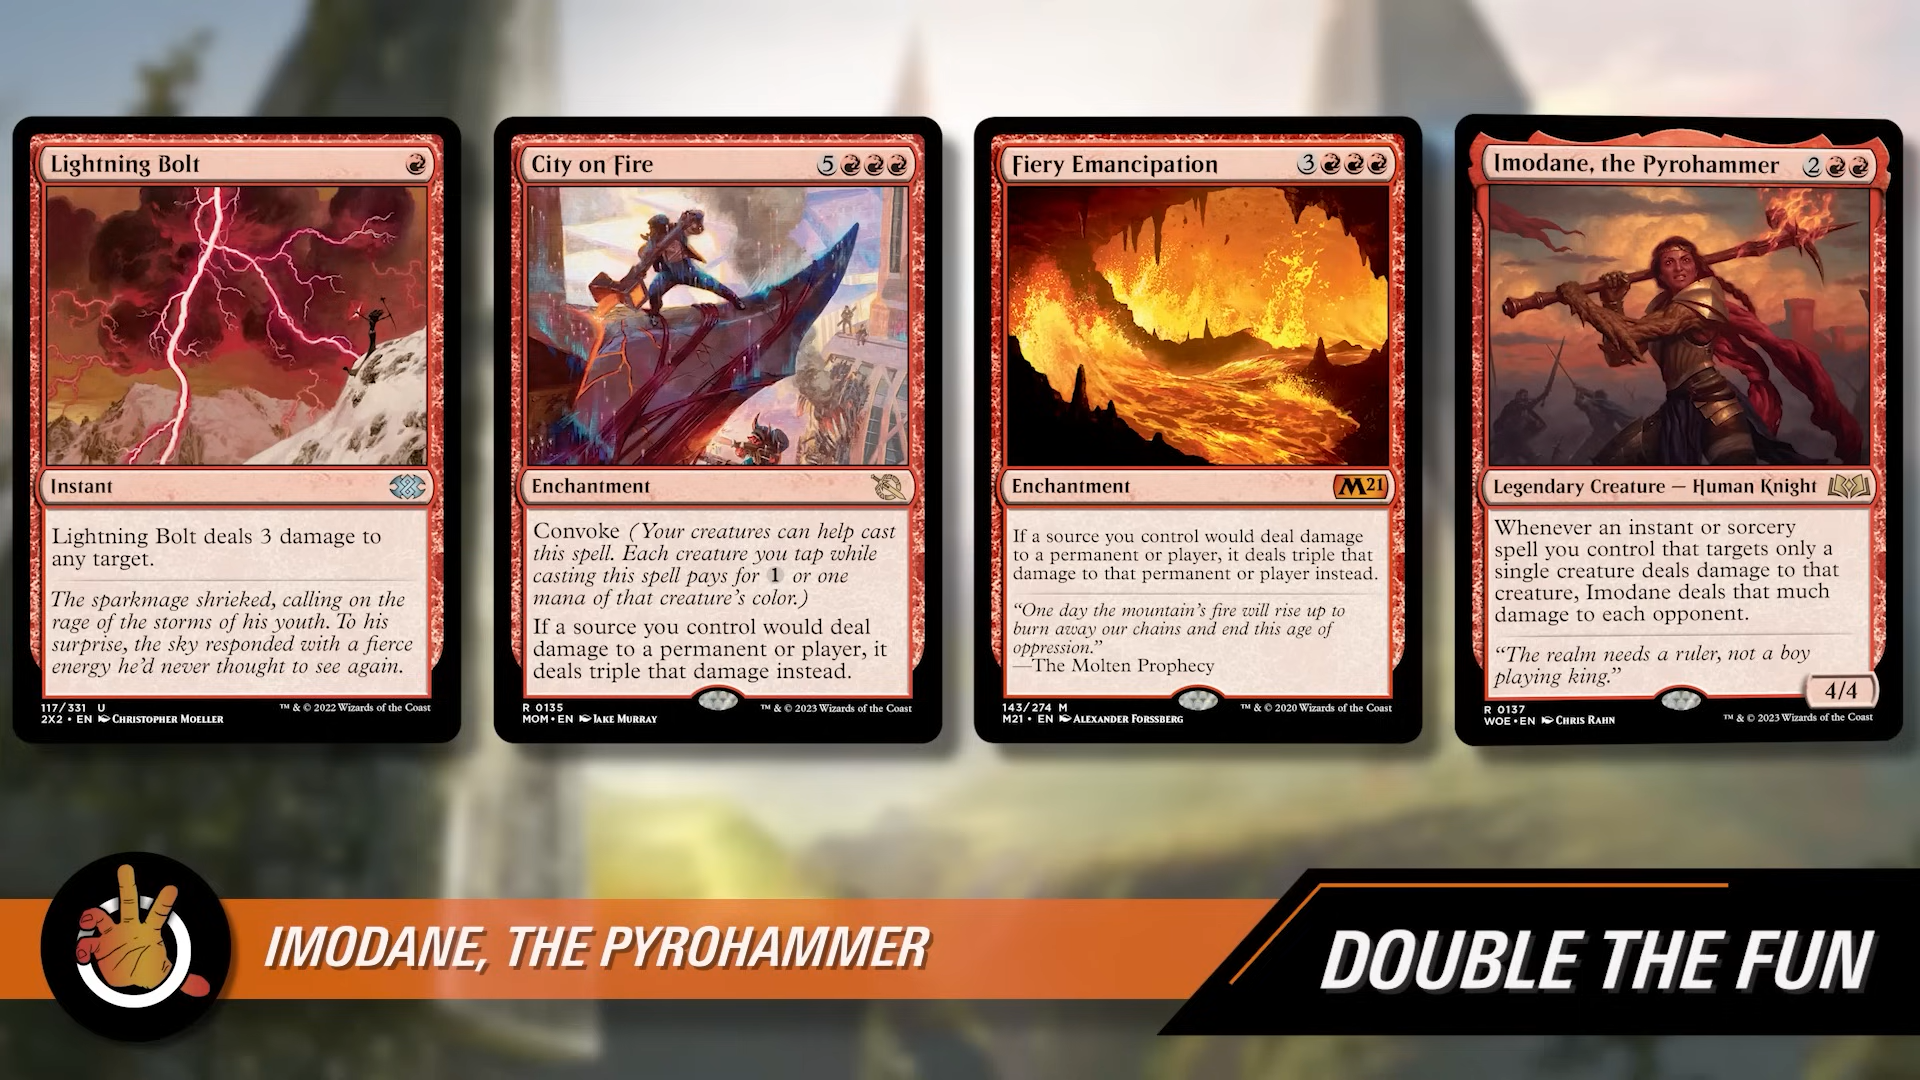 Lightning Bolt
Instant
Lightning Bolt deals 3 damage to
any target.
The sparkmage shrieked, calling on the
rage of the storms of his youth. To his
surprise, the sky responded with a fierce
energy he'd never thought to see again.
117/331 U
2X2 • EN Christopher Moeller
™ & © 2022 Wizards of the Coast
City on Fire
5
Enchantment
Convoke (Your creatures can help cast
this spell. Each creature you tap while
casting this spell pays for 1 or one
mana of that creature's color.)
If a source you control would deal
damage to a permanent or player, it
deals triple that damage instead.
R 0135
MOM • EN Jake Murray
™ & © 2023 Wizards of the Coast
Fiery Emancipation
3
Enchantment
M21
If a source you control would deal damage
to a permanent or player, it deals triple that
damage to that permanent or player instead.
"One day the mountain's fire will rise up to
burn away our chains and end this age of
oppression."
—The Molten Prophecy
143/274 M
M21 • EN Alexander Forssberg
™ & © 2020 Wizards of the Coast
Imodane, the Pyrohammer
2
Legendary Creature — Human Knight
Whenever an instant or sorcery
spell you control that targets only a
single creature deals damage to that
creature, Imodane deals that much
damage to each opponent.
"The realm needs a ruler, not a boy
playing king."
4/4
R 0137
WOE • EN Chris Rahn
™ & © 2023 Wizards of the Coast
IMODANE, THE PYROHAMMER
DOUBLE THE FUN